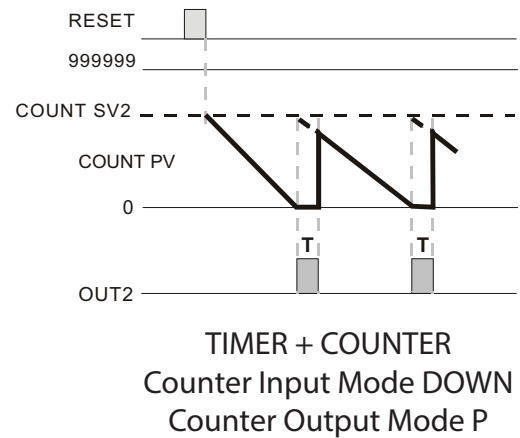 RESET
999999
COUNT SV2
COUNT PV
0
T T
OUT2
TIMER + COUNTER
Counter Input Mode DOWN
Counter Output Mode P